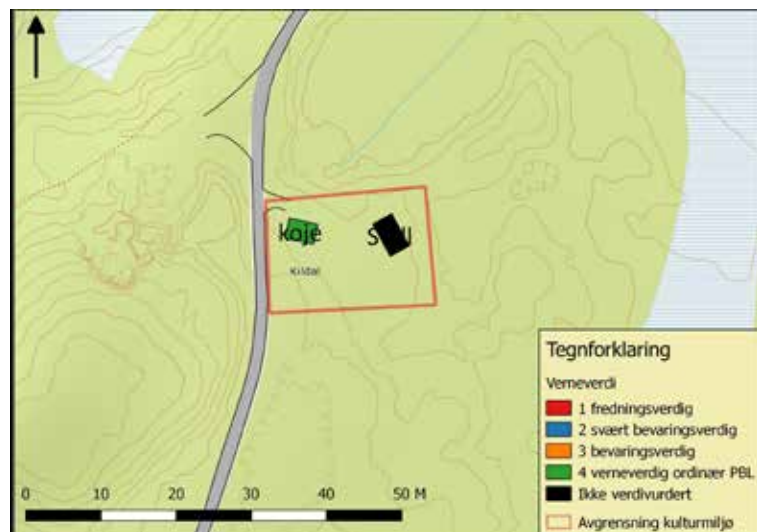 koje
Kildal
Tegnforklaring
Verneverdi
1 fredningsverdig
2 svært bevaringsverdig
3 bevaringsverdig
4 verneverdig ordinær PBL
Ikke verdivurdert
Avgrensning kulturmiljø
0 10 20 30 40 50 M